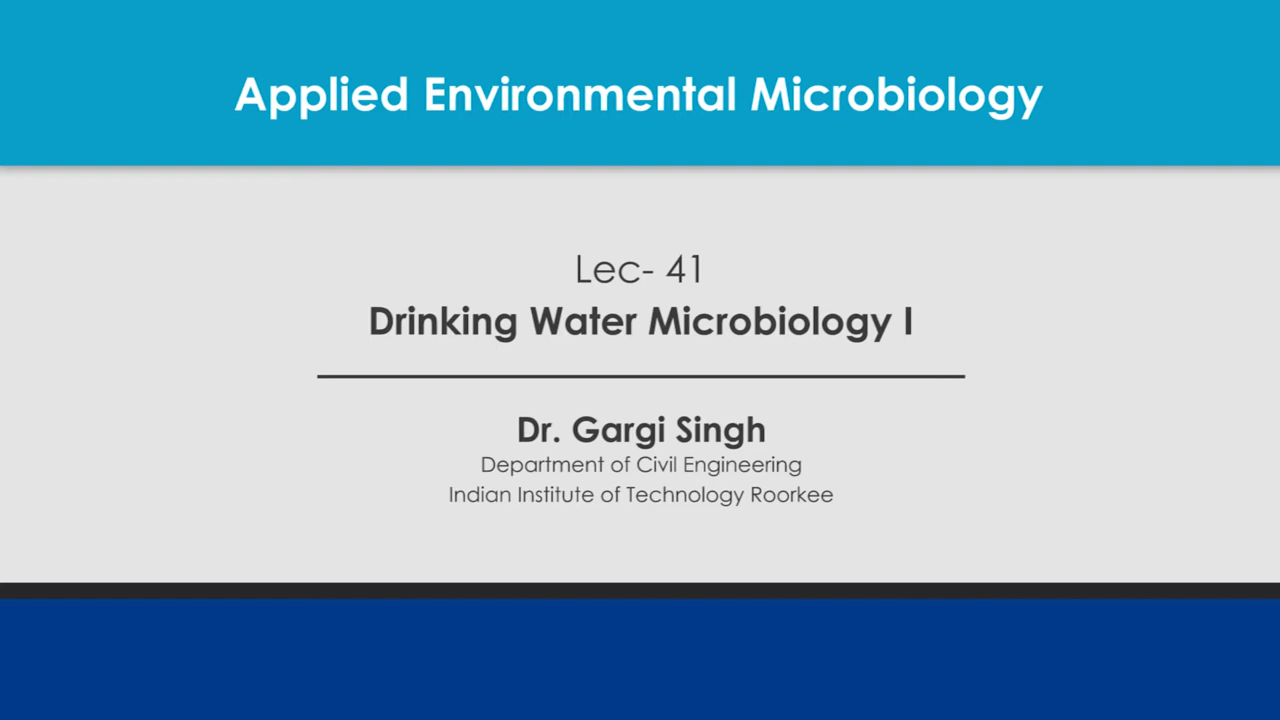 Applied Environmental Microbiology
Lec- 41
Drinking Water Microbiology I
Dr. Gargi Singh
Department of Civil Engineering
Indian Institute of Technology Roorkee